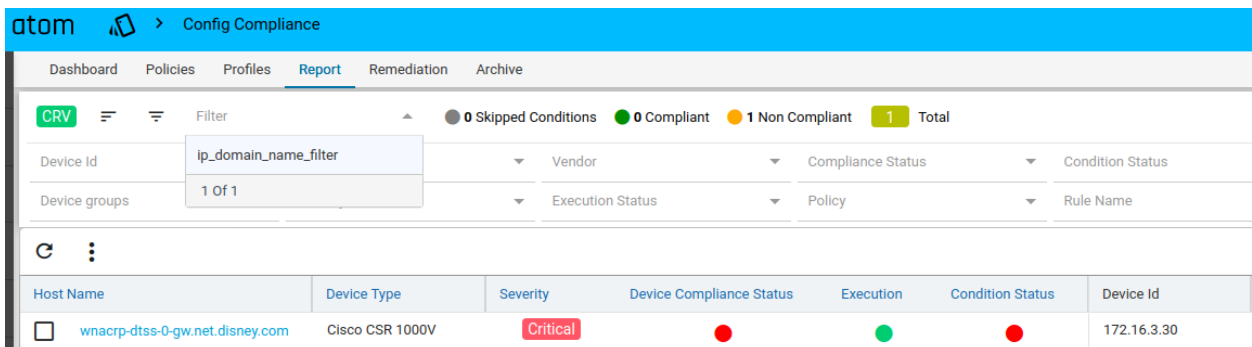 atom > Config Compliance
Dashboard Policies Profiles Report Remediation Archive
CRV Filter 0 Skipped Conditions 0 Compliant 1 Non Compliant 1 Total
Device Id ip_domain_name_filter Vendor Compliance Status Condition Status
Device groups 1 Of 1 Execution Status Policy Rule Name
Host Name Device Type Severity Device Compliance Status Execution Condition Status Device Id
wnacrp-dtss-0-gw.net.disney.com Cisco CSR 1000V Critical 172.16.3.30